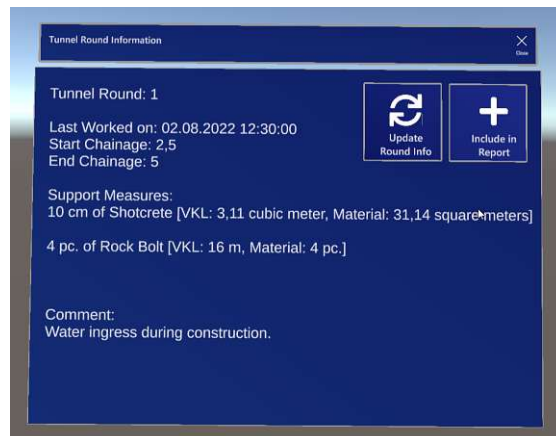 Tunnel Round Information
Close
Tunnel Round: 1
Update
Round Info
Include in
Report
Last Worked on: 02.08.2022 12:30:00
Start Chainage: 2,5
End Chainage: 5
Support Measures:
10 cm of Shotcrete [VKL: 3,11 cubic meter, Material: 31,14 square meters]
4 pc. of Rock Bolt [VKL: 16 m, Material: 4 pc.]
Comment:
Water ingress during construction.